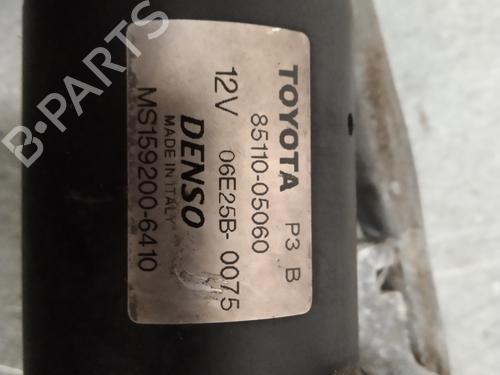 TOYOTA P3 B
85110-05060
12V 06E25B-0075
DENSO
MADE IN ITALY
MS159200-6410
B-Parts